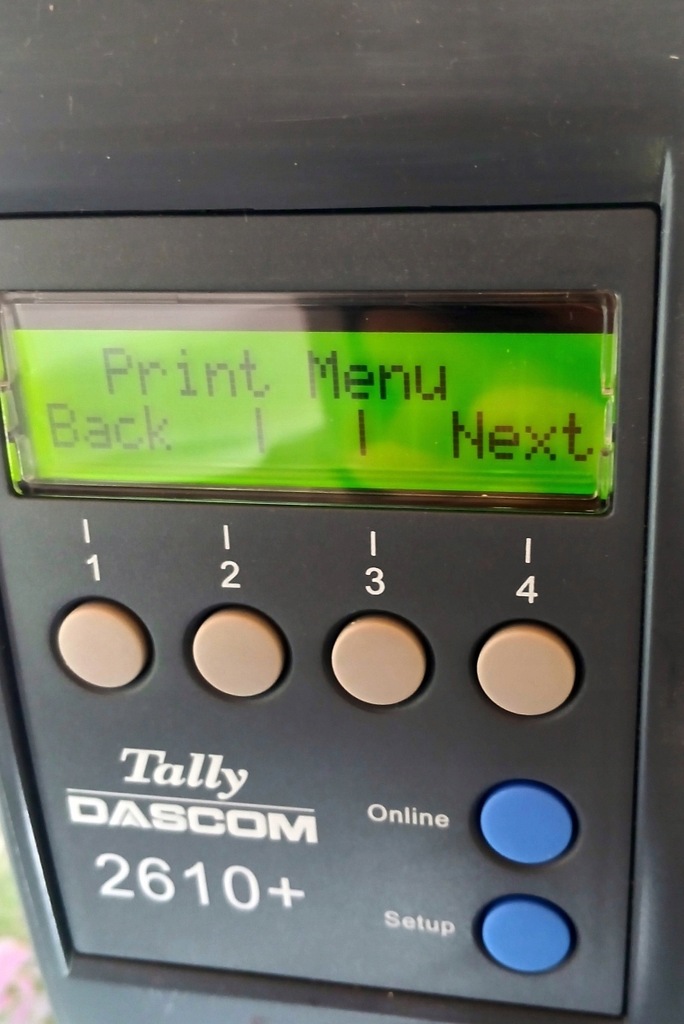 Print Menu
Back | | Next
1 2 3 4
Tally
DASCOM
2610+
Online
Setup